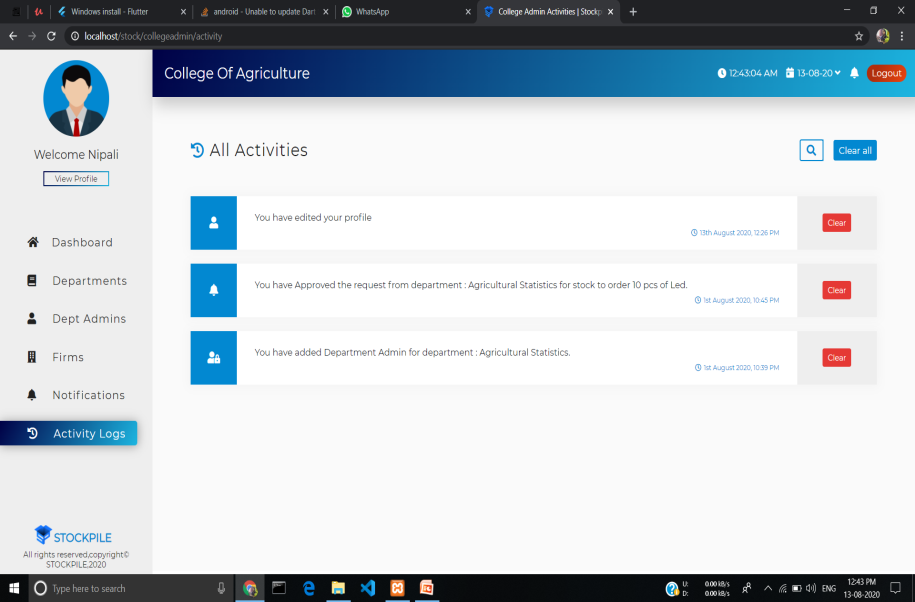 Windows install - Flutter
android - Unable to update Dart
WhatsApp
College Admin Activities | Stockp
localhost/stock/collegeadmin/activity
College Of Agriculture
12:43:04 AM
13-08-20
Logout
Welcome Nipali
View Profile
Dashboard
Departments
Dept Admins
Firms
Notifications
Activity Logs
STOCKPILE
All rights reserved,copyright©
STOCKPILE,2020
All Activities
Clear all
You have edited your profile
13th August 2020, 12:26 PM
Clear
You have Approved the request from department : Agricultural Statistics for stock to order 10 pcs of Led.
1st August 2020, 10:45 PM
Clear
You have added Department Admin for department : Agricultural Statistics.
1st August 2020, 10:39 PM
Clear
Type here to search
U: 0.00 kB/s
D: 0.00 kB/s
ENG
12:43 PM
13-08-2020